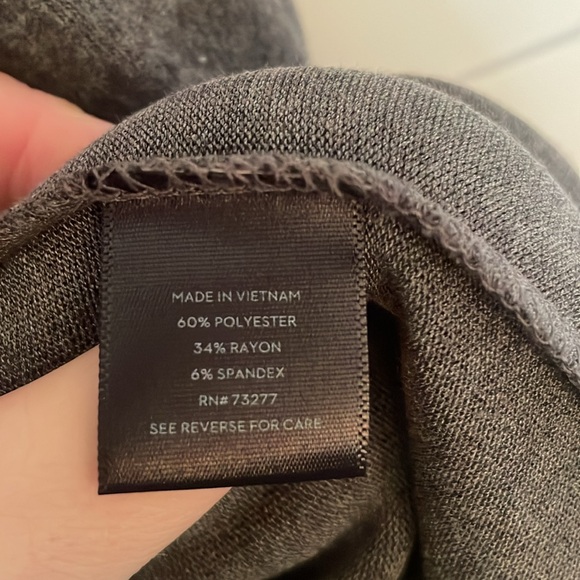 MADE IN VIETNAM
60% POLYESTER
34% RAYON
6% SPANDEX
RN# 73277
SEE REVERSE FOR CARE